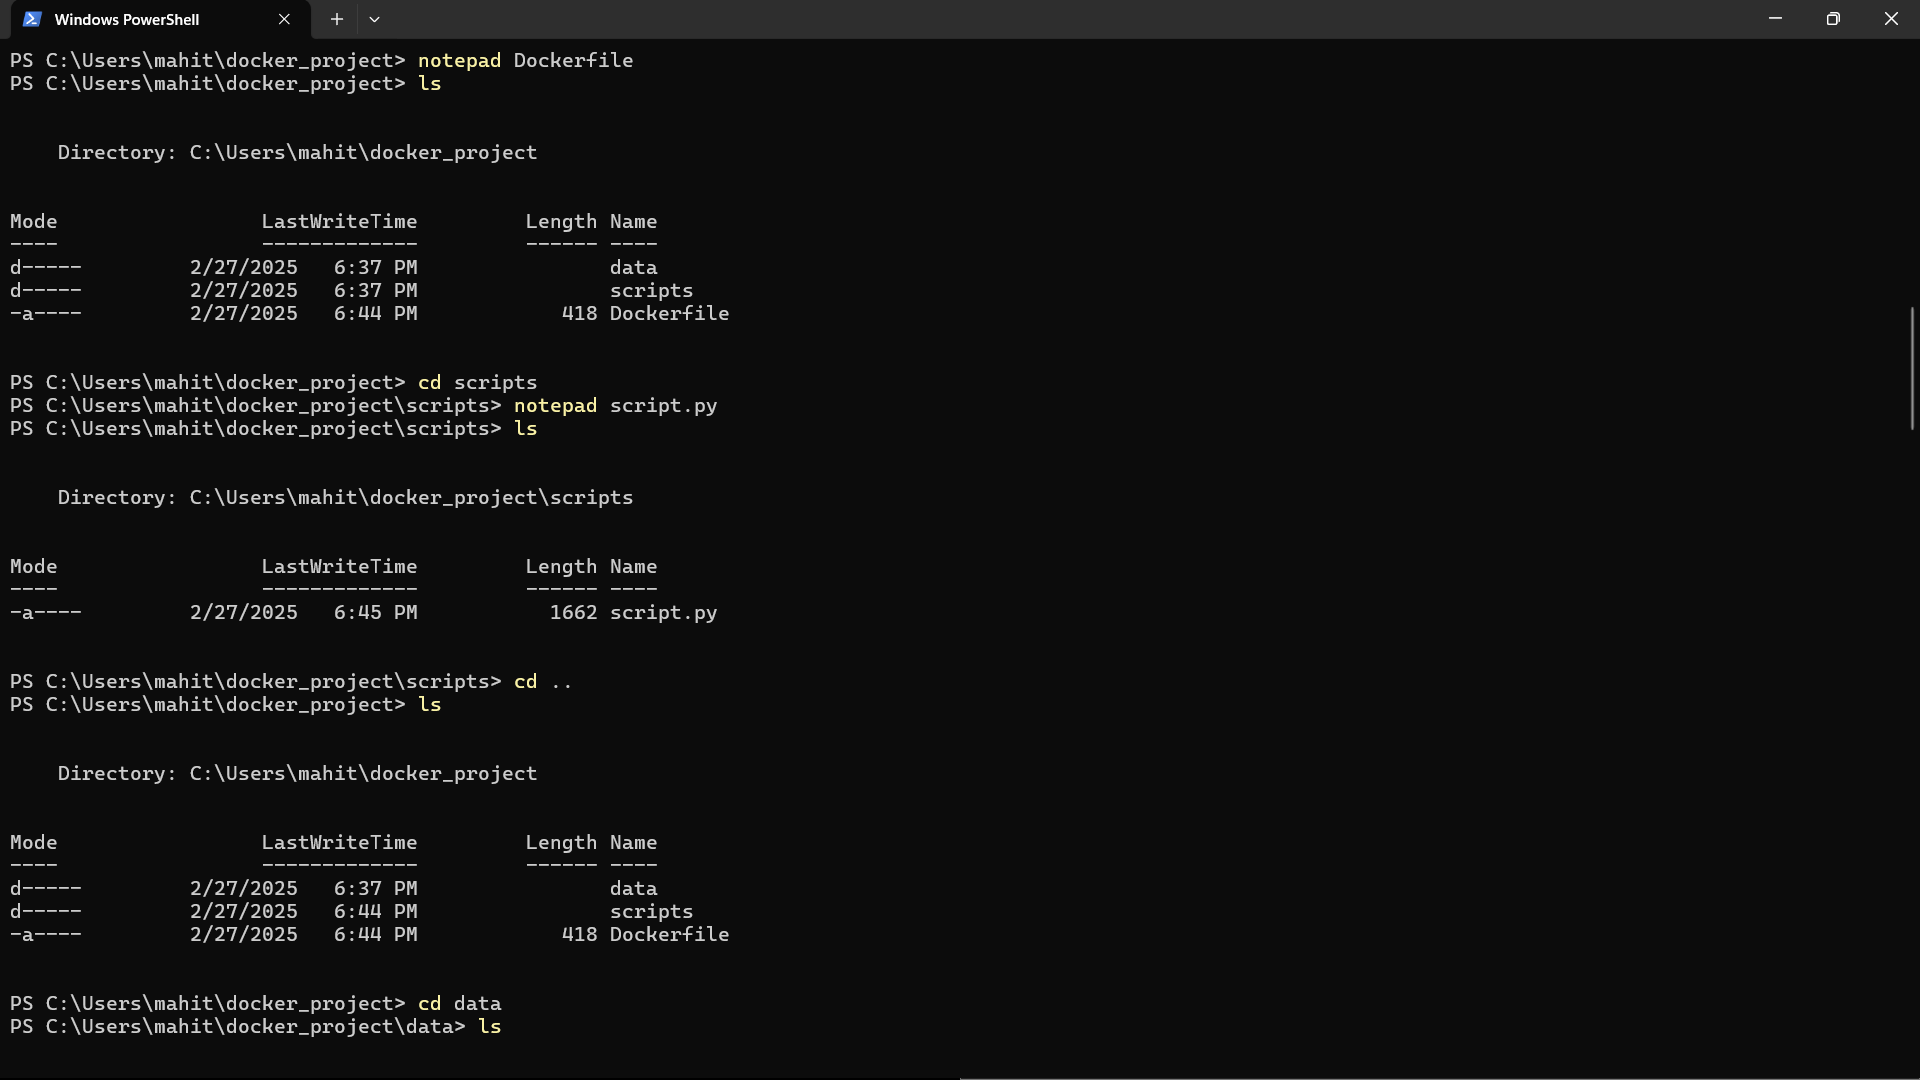 Windows PowerShell
PS C:\Users\mahit\docker_project> notepad Dockerfile
PS C:\Users\mahit\docker_project> ls
    Directory: C:\Users\mahit\docker_project
Mode                 LastWriteTime         Length Name
----                 -------------         ------ ----
d-----         2/27/2025   6:37 PM                data
d-----         2/27/2025   6:37 PM                scripts
-a----         2/27/2025   6:44 PM            418 Dockerfile
PS C:\Users\mahit\docker_project> cd scripts
PS C:\Users\mahit\docker_project\scripts> notepad script.py
PS C:\Users\mahit\docker_project\scripts> ls
    Directory: C:\Users\mahit\docker_project\scripts
Mode                 LastWriteTime         Length Name
----                 -------------         ------ ----
-a----         2/27/2025   6:45 PM           1662 script.py
PS C:\Users\mahit\docker_project\scripts> cd ..
PS C:\Users\mahit\docker_project> ls
    Directory: C:\Users\mahit\docker_project
Mode                 LastWriteTime         Length Name
----                 -------------         ------ ----
d-----         2/27/2025   6:37 PM                data
d-----         2/27/2025   6:44 PM                scripts
-a----         2/27/2025   6:44 PM            418 Dockerfile
PS C:\Users\mahit\docker_project> cd data
PS C:\Users\mahit\docker_project\data> ls